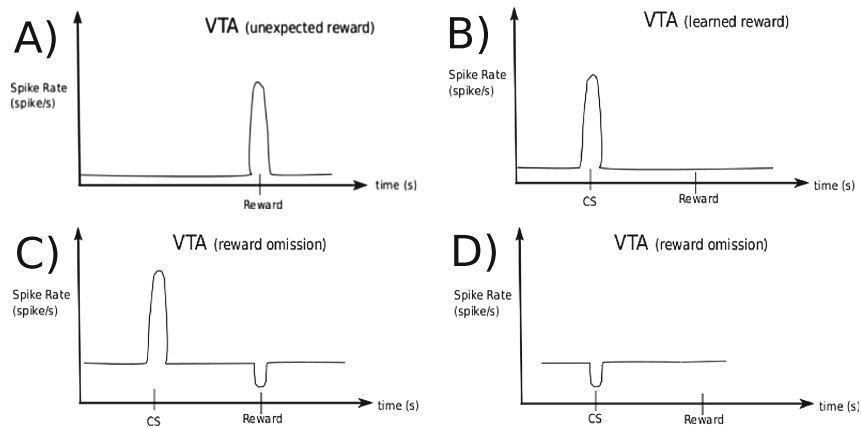 A)
VTA (unexpected reward)
Spike Rate
(spike/s)
time (s)
Reward
B)
VTA (learned reward)
Spike Rate
(spike/s)
time (s)
CS
Reward
C)
VTA (reward omission)
Spike Rate
(spike/s)
time (s)
CS
Reward
D)
VTA (reward omission)
Spike Rate
(spike/s)
time (s)
CS
Reward